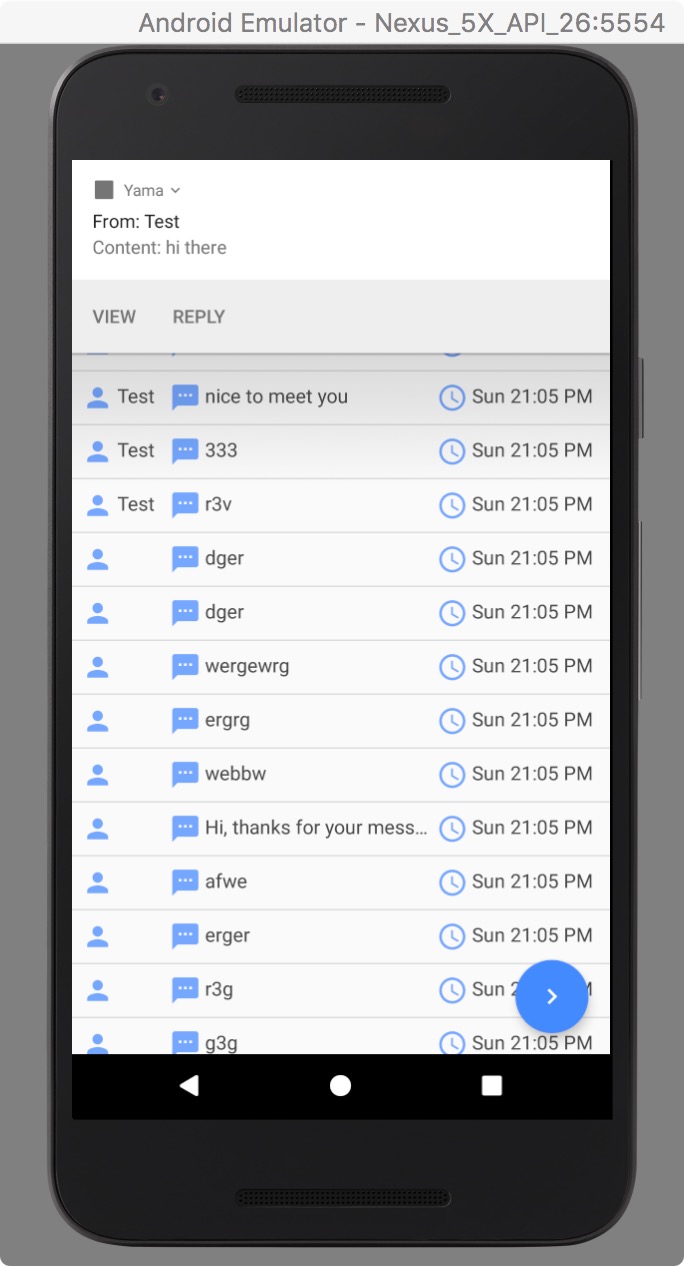 Android Emulator - Nexus_5X_API_26:5554
Yama
From: Test
Content: hi there
VIEW REPLY
Test nice to meet you Sun 21:05 PM
Test 333 Sun 21:05 PM
Test r3v Sun 21:05 PM
dger Sun 21:05 PM
dger Sun 21:05 PM
wergewrg Sun 21:05 PM
ergrg Sun 21:05 PM
webbw Sun 21:05 PM
Hi, thanks for your mess... Sun 21:05 PM
afwe Sun 21:05 PM
erger Sun 21:05 PM
r3g Sun
g3g Sun 21:05 PM